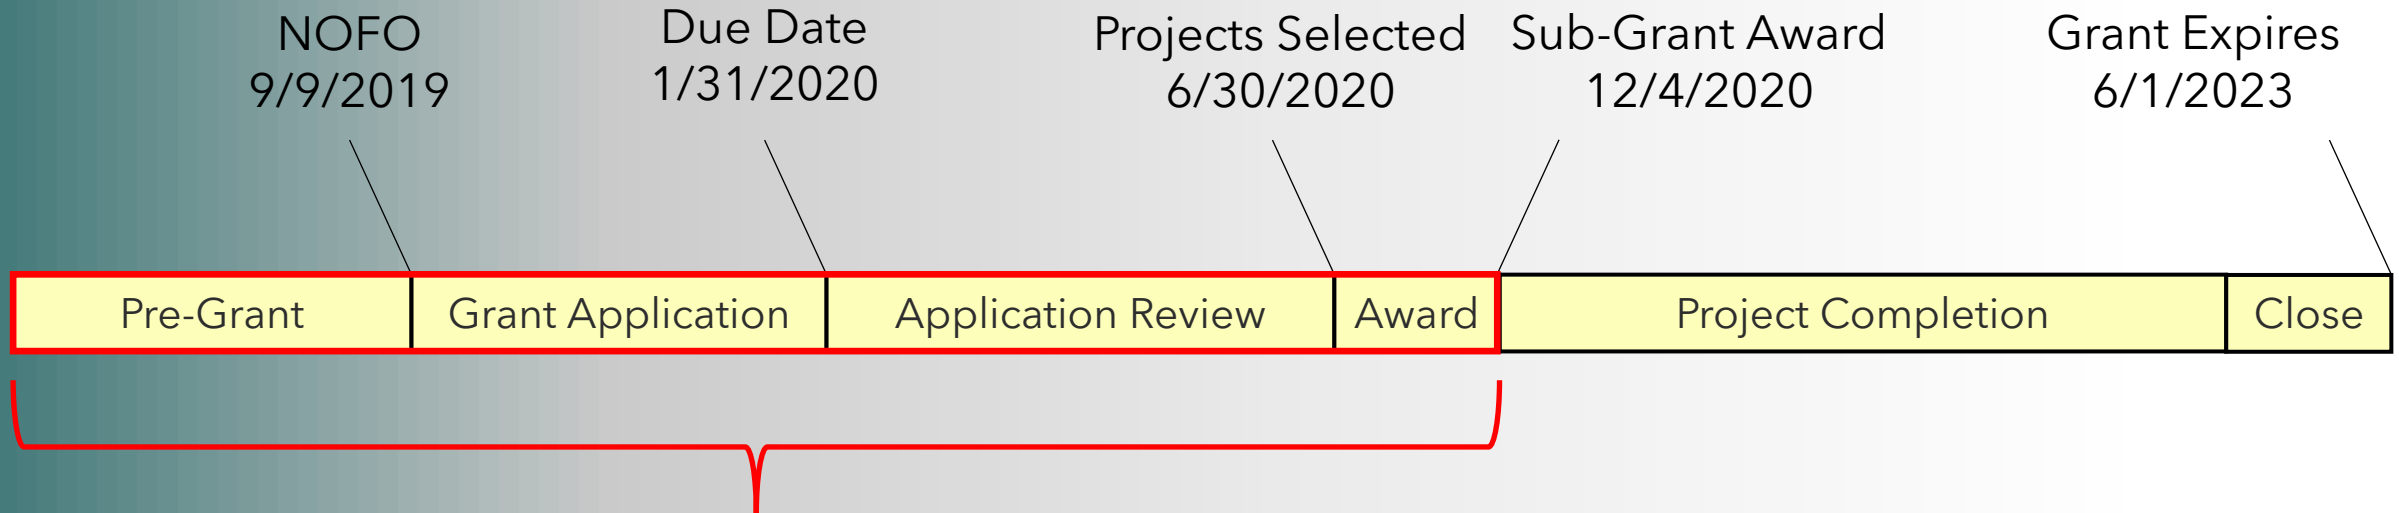 NOFO
9/9/2019
Due Date
1/31/2020
Projects Selected
6/30/2020
Sub-Grant Award
12/4/2020
Grant Expires
6/1/2023
Pre-Grant
Grant Application
Application Review
Award
Project Completion
Close